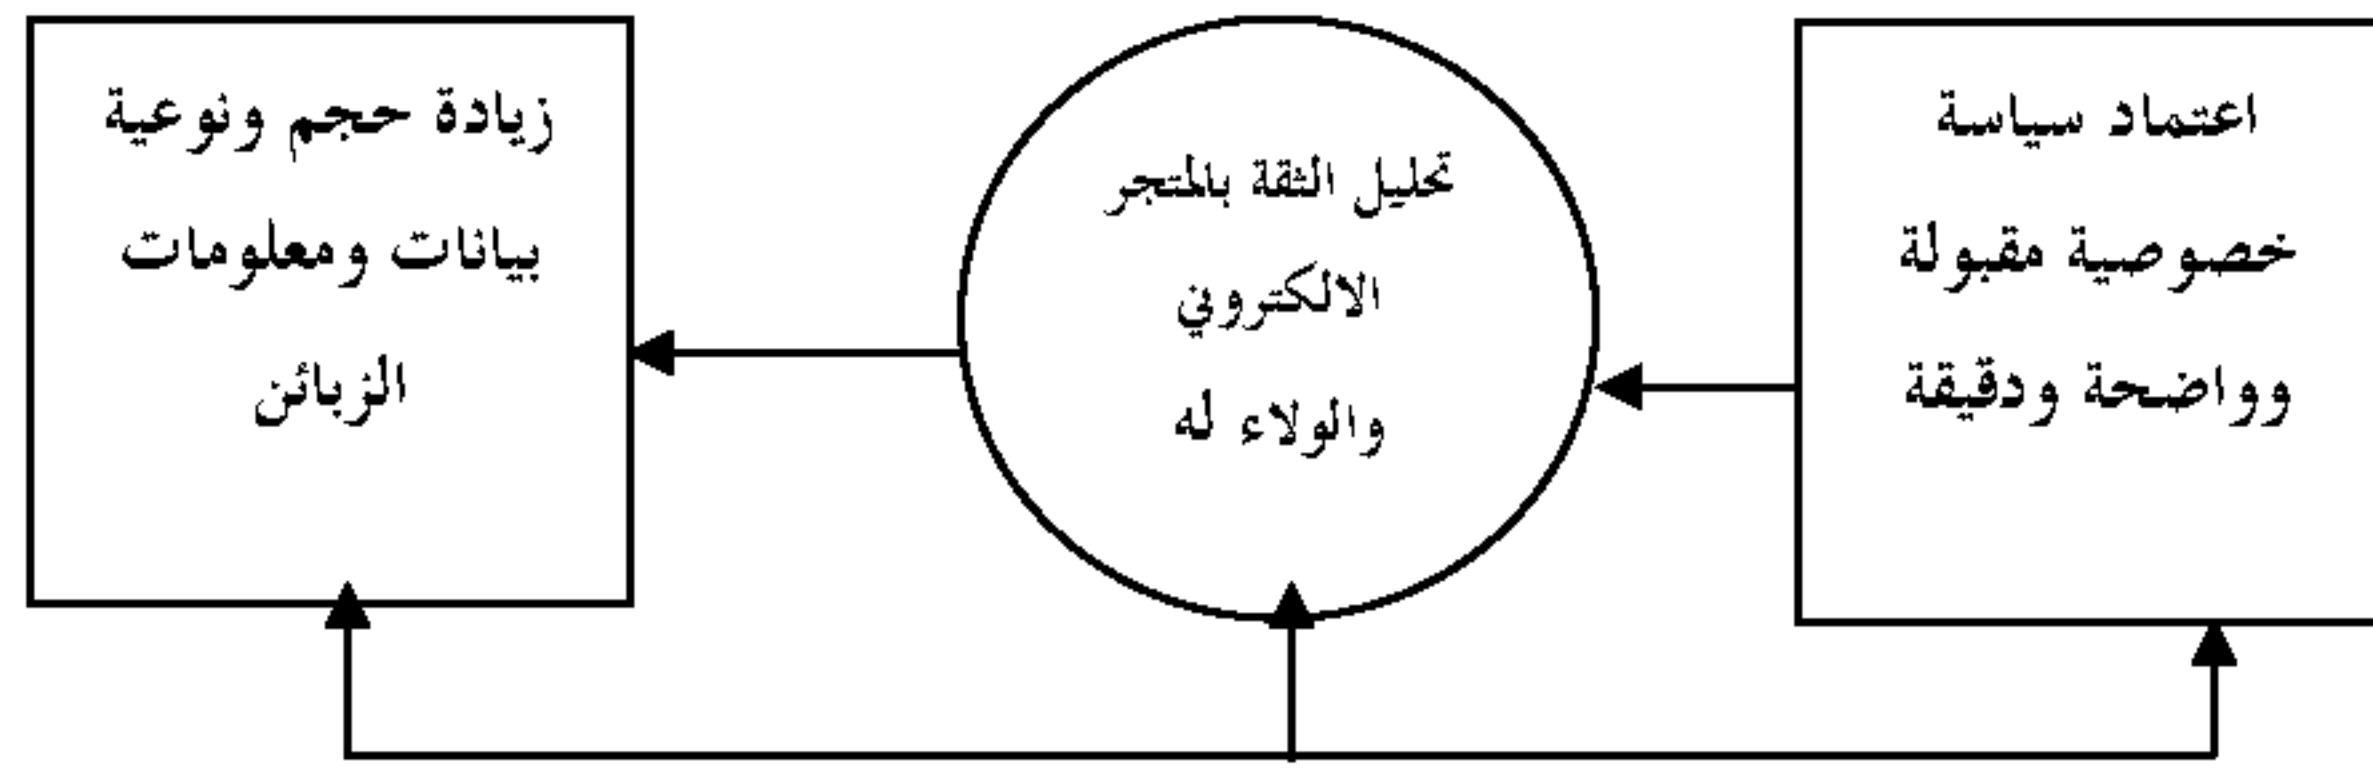 اعتماد سياسة
خصوصية مقبولة
وواضحة ودقيقة
تحليل الثقة بالمتجر
الالكتروني
والولاء له
زيادة حجم ونوعية
بيانات ومعلومات
الزبائن